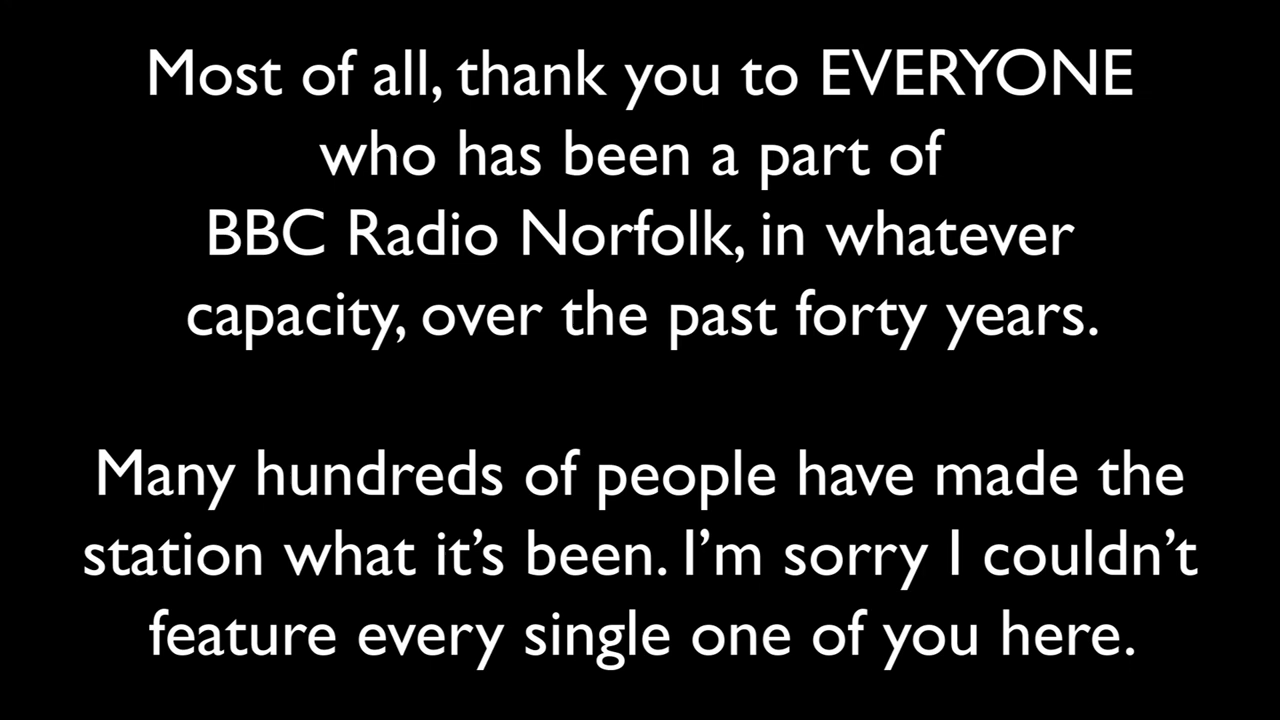 Most of all, thank you to EVERYONE
who has been a part of
BBC Radio Norfolk, in whatever
capacity, over the past forty years.
Many hundreds of people have made the
station what it’s been. I’m sorry I couldn’t
feature every single one of you here.